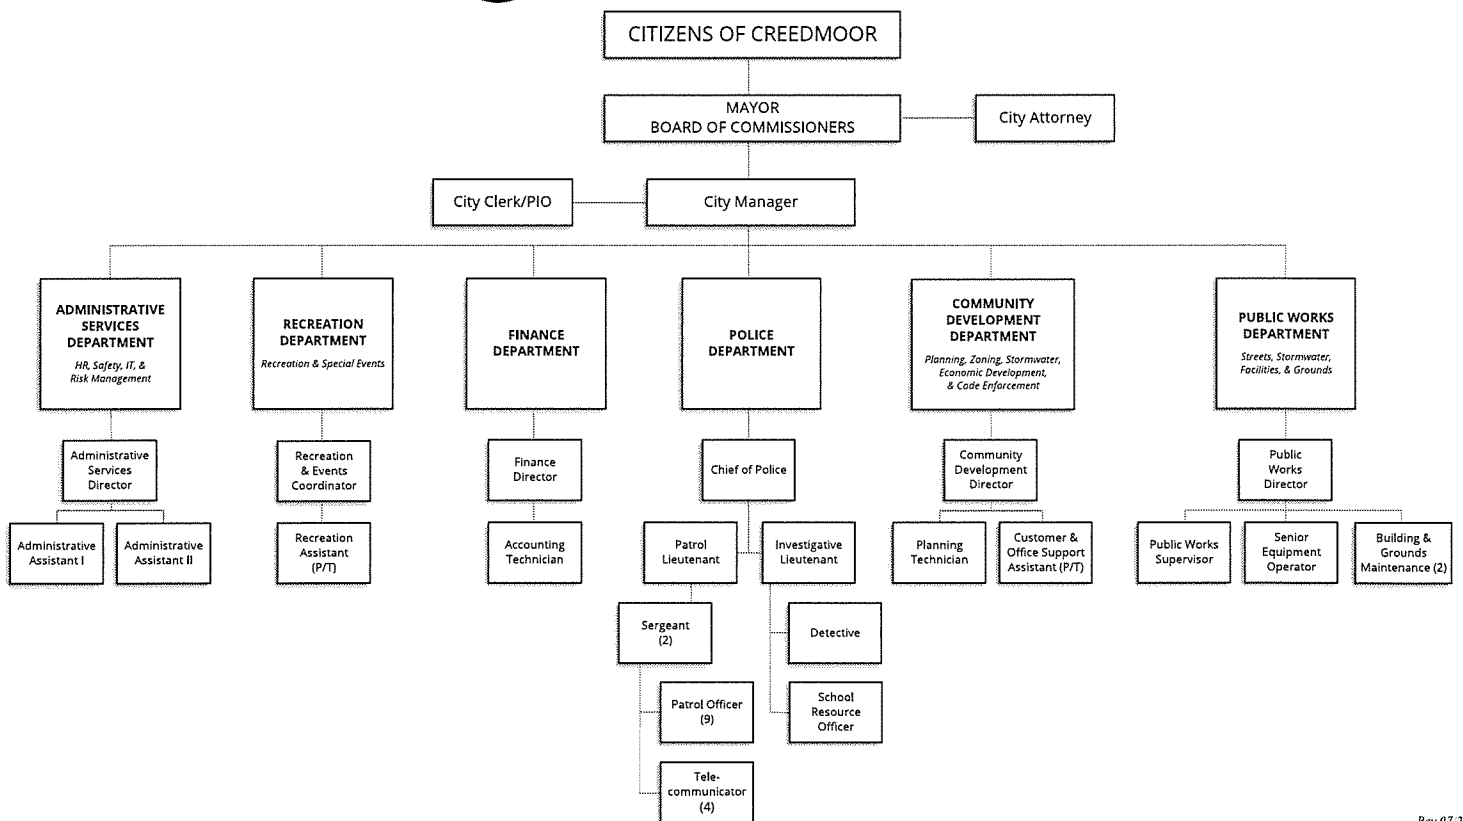 CITIZENS OF CREEDMOOR
MAYOR
BOARD OF COMMISSIONERS
City Attorney
City Clerk/PIO
City Manager
ADMINISTRATIVE
SERVICES
DEPARTMENT
HR, Safety, IT, &
Risk Management
RECREATION
DEPARTMENT
Recreation & Special Events
FINANCE
DEPARTMENT
POLICE
DEPARTMENT
COMMUNITY
DEVELOPMENT
DEPARTMENT
Planning, Zoning, Stormwater,
Economic Development,
& Code Enforcement
PUBLIC WORKS
DEPARTMENT
Streets, Stormwater,
Facilities, & Grounds
Administrative
Services
Director
Recreation
& Events
Coordinator
Finance
Director
Chief of Police
Community
Development
Director
Public
Works
Director
Administrative
Assistant I
Administrative
Assistant II
Recreation
Assistant
(P/T)
Accounting
Technician
Patrol
Lieutenant
Investigative
Lieutenant
Planning
Technician
Customer &
Office Support
Assistant (P/T)
Public Works
Supervisor
Senior
Equipment
Operator
Building &
Grounds
Maintenance (2)
Sergeant
(2)
Detective
Patrol Officer
(9)
School
Resource
Officer
Tele-
communicator
(4)